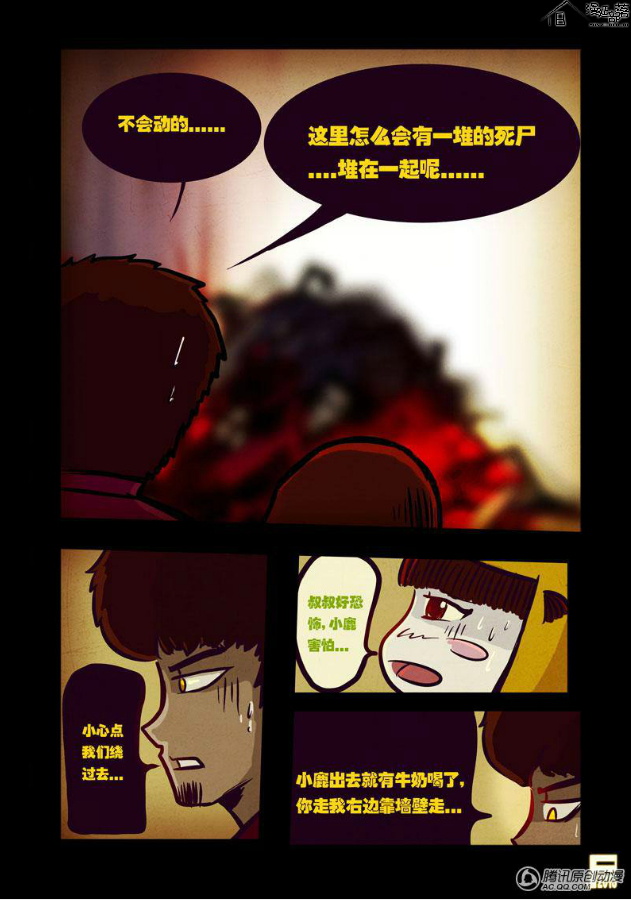 不会动的......
这里怎么会有一堆的死尸
....堆在一起呢......
叔叔好恐
怖,小鹿
害怕...
小心点
我们绕
过去...
小鹿出去就有牛奶喝了,
你走我右边靠墙壁走...
腾讯原创动漫
AC.QQ.COM